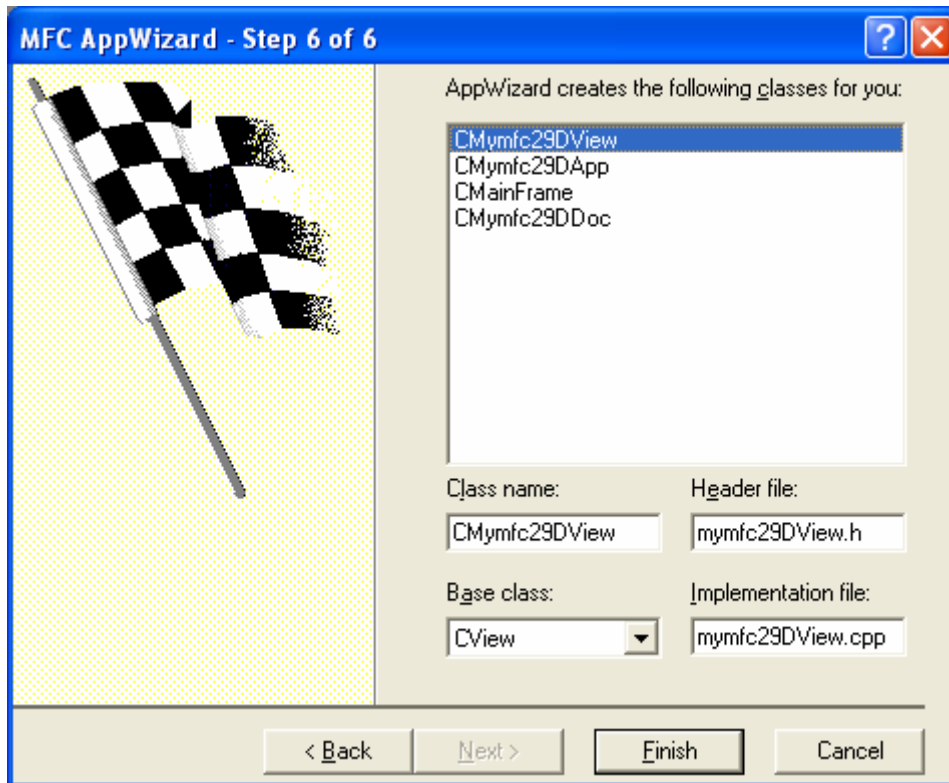 MFC AppWizard - Step 6 of 6
AppWizard creates the following classes for you:
CMymfc29DView
CMymfc29DApp
CMainFrame
CMymfc29DDoc
Class name:
Header file:
CMymfc29DView
mymfc29DView.h
Base class:
Implementation file:
CView
mymfc29DView.cpp
< Back
Next >
Finish
Cancel